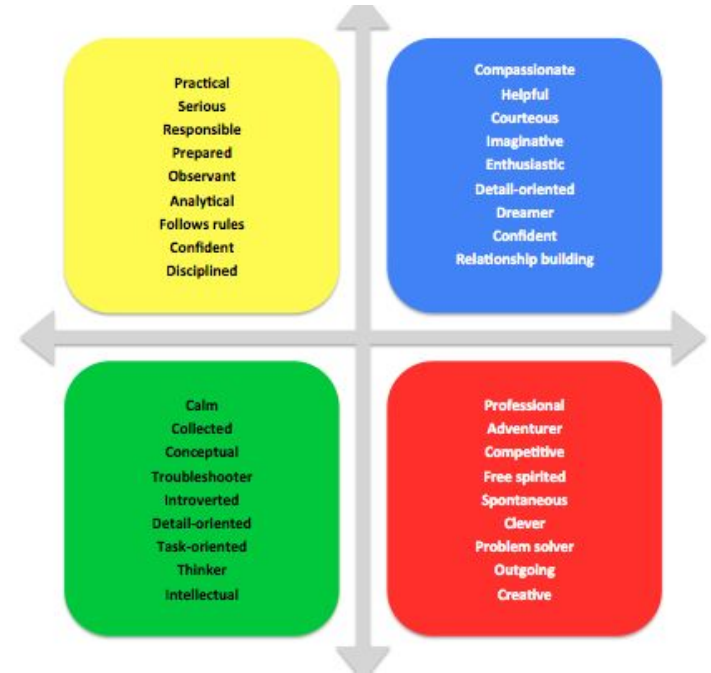 Practical
Serious
Responsible
Prepared
Observant
Analytical
Follows rules
Confident
Disciplined
Compassionate
Helpful
Courteous
Imaginative
Enthusiastic
Detail-oriented
Dreamer
Confident
Relationship building
Calm
Collected
Conceptual
Troubleshooter
Introverted
Detail-oriented
Task-oriented
Thinker
Intellectual
Professional
Adventurer
Competitive
Free spirited
Spontaneous
Clever
Problem solver
Outgoing
Creative